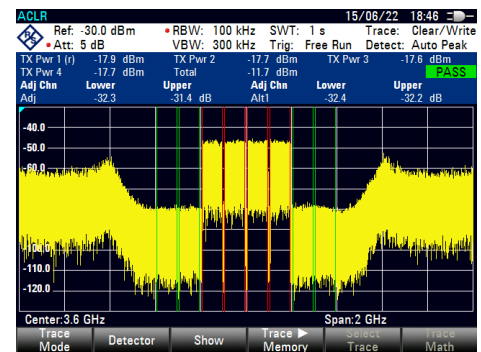 ACLR 15/06/22 18:46
Ref: -30.0 dBm • RBW: 100 kHz SWT: 1 s Trace: Clear/Write
• Att: 5 dB VBW: 300 kHz Trig: Free Run Detect: Auto Peak
TX Pwr 1 (r) -17.9 dBm TX Pwr 2 -17.7 dBm TX Pwr 3 -17.6 dBm
TX Pwr 4 -17.7 dBm Total -11.7 dBm PASS
Adj Chn Lower Upper Adj Chn Lower Upper
Adj -32.3 -31.4 dB Alt1 -32.4 -32.2 dB
-40.0
-50.0
-60.0
-110.0
-120.0
Center:3.6 GHz Span:2 GHz
Trace Mode Detector Show Trace ▶ Memory Select Trace Trace Math